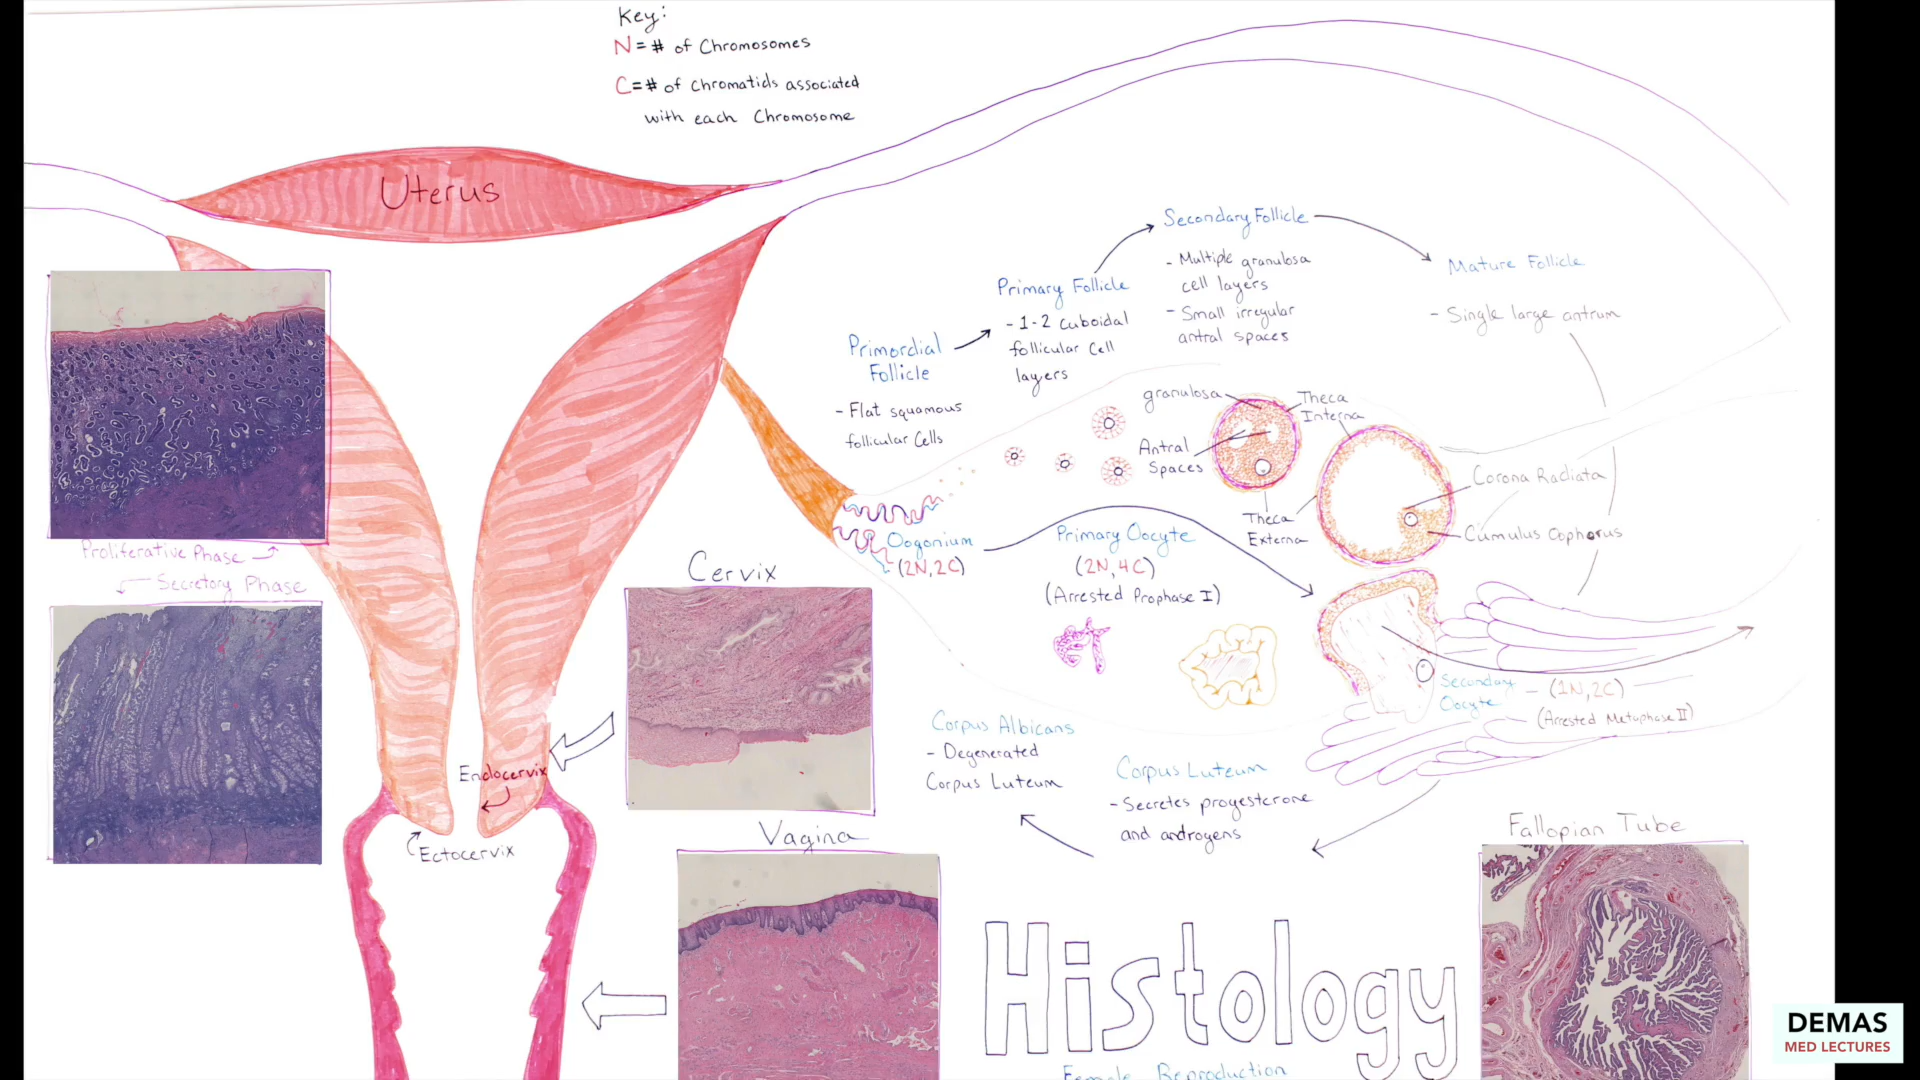 Key:
N = # of Chromosomes
C = # of chromatids associated
with each Chromosome
Uterus
Secondary Follicle
- Multiple granulosa
cell layers
- Small irregular
antral spaces
Mature Follicle
- Single large antrum
Primary Follicle
- 1-2 cuboidal
follicular Cell
layers
Primordial
Follicle
- Flat squamous
follicular Cells
granulosa
Theca
Interna
Antral
Spaces
Theca
Externa
Corona Radiata
Cumulus Oophorus
Oogonium
(2N, 2C)
Primary Oocyte
(2N, 4C)
(Arrested Prophase I)
Secondary
Oocyte
- (1N, 2C)
(Arrested Metaphase II)
Proliferative Phase
Secretory Phase
Cervix
Endocervix
Ectocervix
Vagina
Corpus Albicans
- Degenerated
Corpus Luteum
Corpus Luteum
- Secretes progesterone
and androgens
Fallopian Tube
Histology
Female Reproduction
DEMAS
MED LECTURES